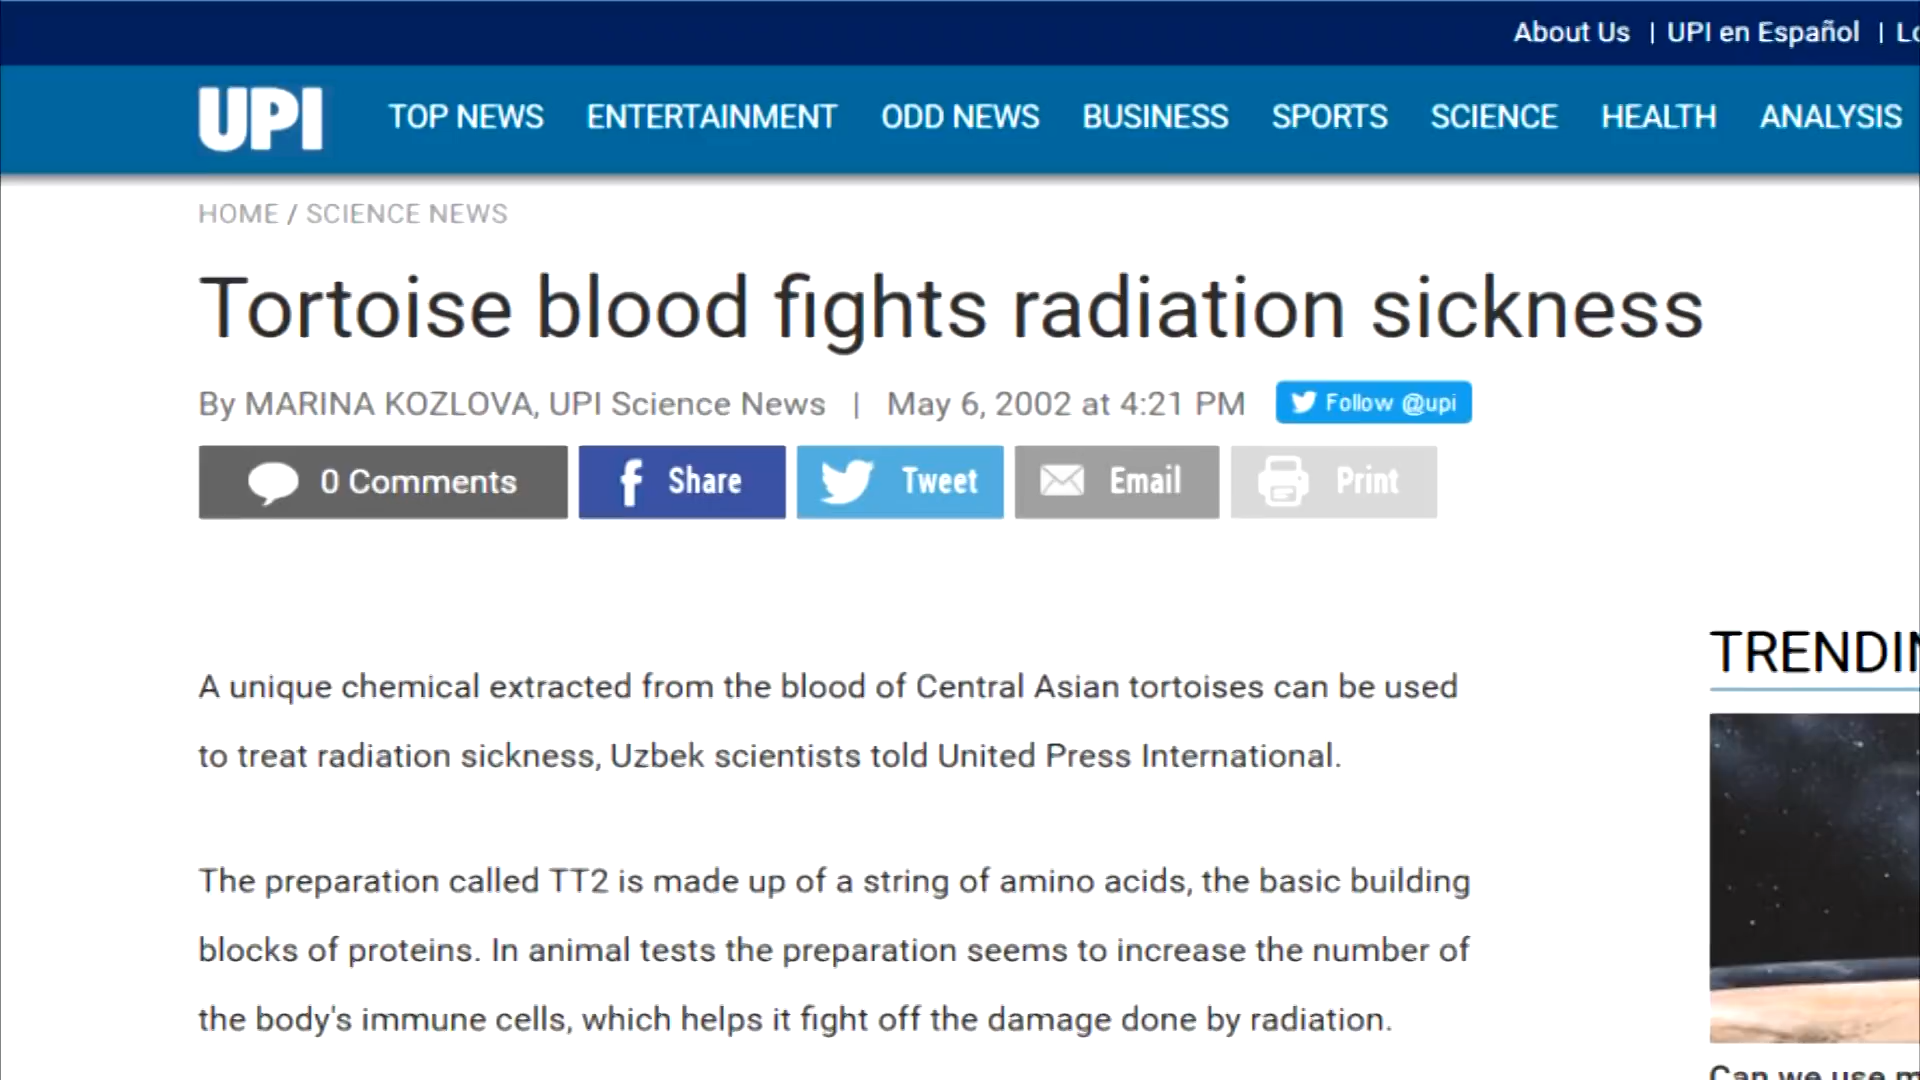 About Us | UPI en Español |
UPI TOP NEWS ENTERTAINMENT ODD NEWS BUSINESS SPORTS SCIENCE HEALTH ANALYSIS
HOME / SCIENCE NEWS
Tortoise blood fights radiation sickness
By MARINA KOZLOVA, UPI Science News | May 6, 2002 at 4:21 PM Follow @upi
0 Comments Share Tweet Email Print
A unique chemical extracted from the blood of Central Asian tortoises can be used
to treat radiation sickness, Uzbek scientists told United Press International.
TRENDIN
The preparation called TT2 is made up of a string of amino acids, the basic building
blocks of proteins. In animal tests the preparation seems to increase the number of
the body's immune cells, which helps it fight off the damage done by radiation.
Can we use